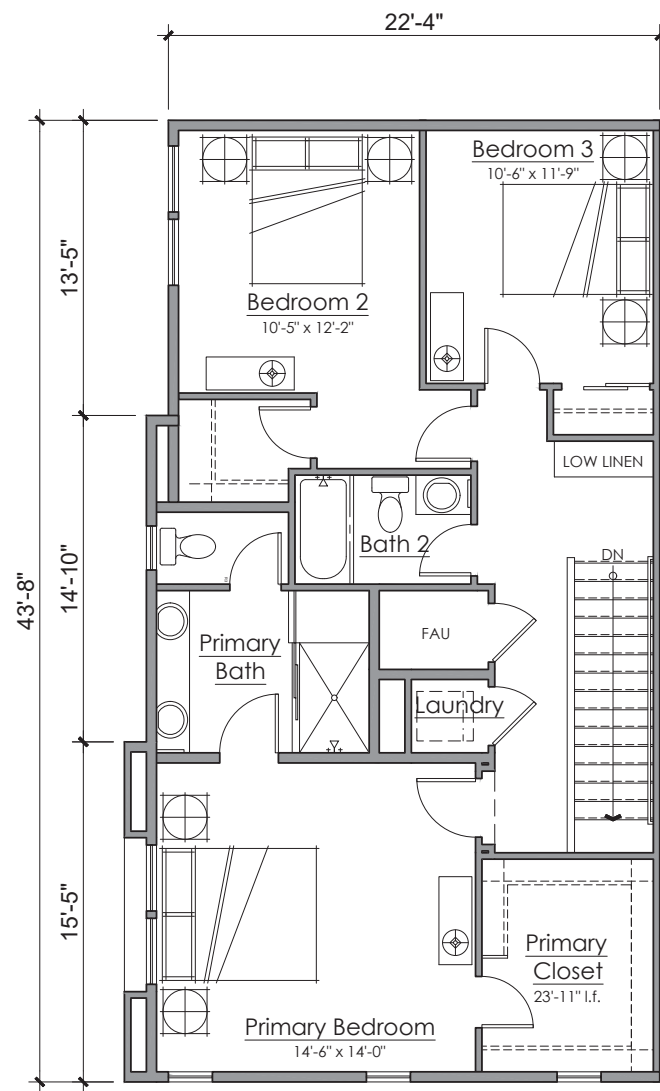 22'-4"
Bedroom 3
10'-6" x 11'-9"
13'-5"
Bedroom 2
10'-5" x 12'-2"
LOW LINEN
Bath 2
DN
14'-10"
43'-8"
FAU
Primary
Bath
Laundry
15'-5"
Primary
Closet
23'-11" l.f.
Primary Bedroom
14'-6" x 14'-0"